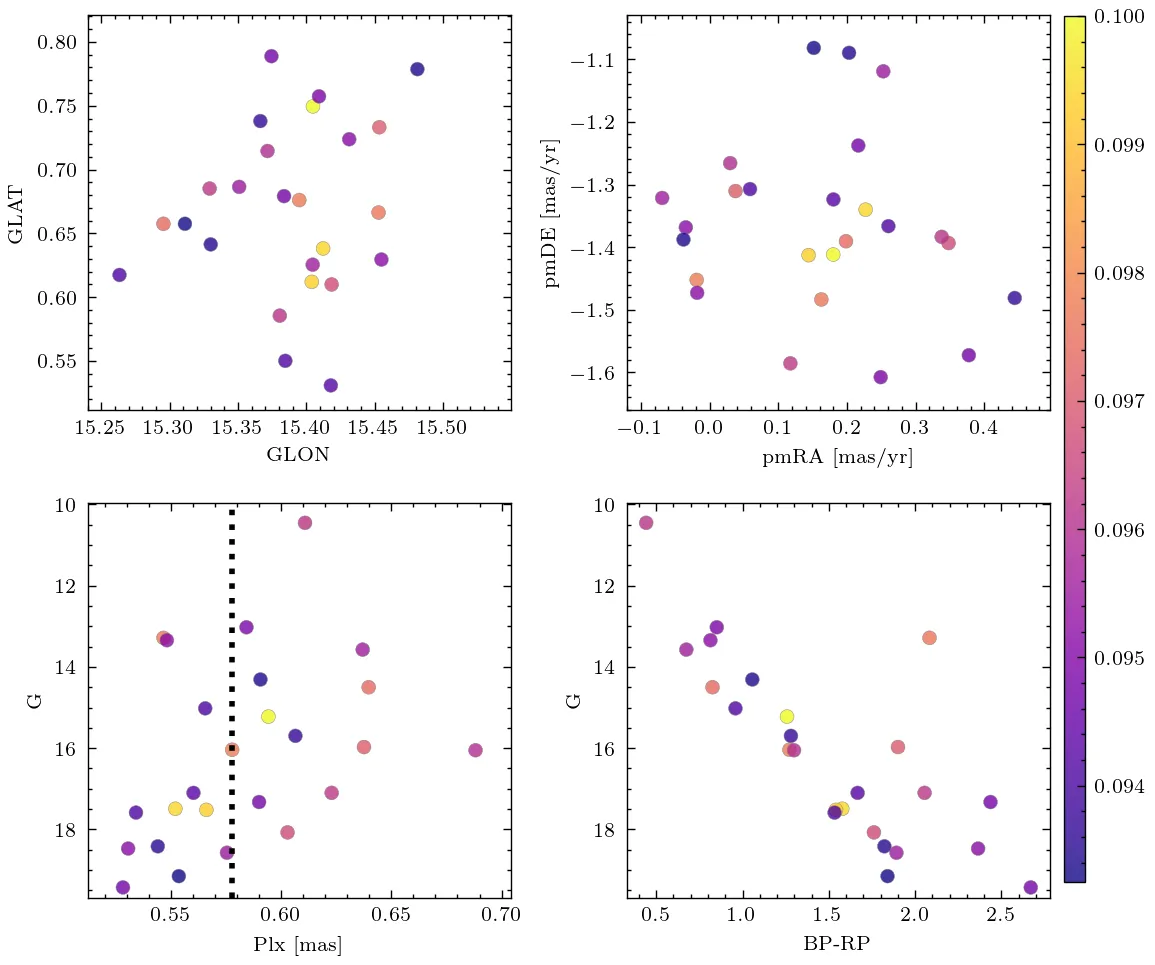 0.80
0.75
0.70
0.65
0.60
0.55
GLAT
15.25 15.30 15.35 15.40 15.45 15.50
GLON
−1.1
−1.2
−1.3
−1.4
−1.5
−1.6
pmDE [mas/yr]
−0.1 0.0 0.1 0.2 0.3 0.4
pmRA [mas/yr]
0.100
0.099
0.098
0.097
0.096
0.095
0.094
10
12
14
16
18
G
0.55 0.60 0.65 0.70
Plx [mas]
10
12
14
16
18
G
0.5 1.0 1.5 2.0 2.5
BP-RP